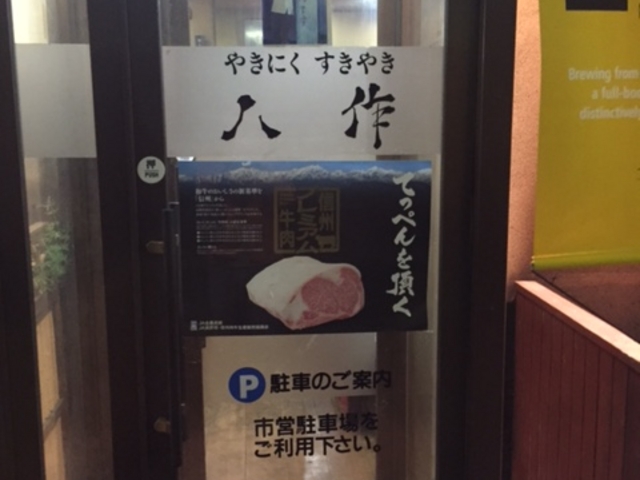 やきにく すきやき
八 作
押
てっぺんを頂く
信州
プレミアム
牛肉
P 駐車のご案内
市営駐車場を
ご利用下さい。
Brewing from
a full-bo
distinctively